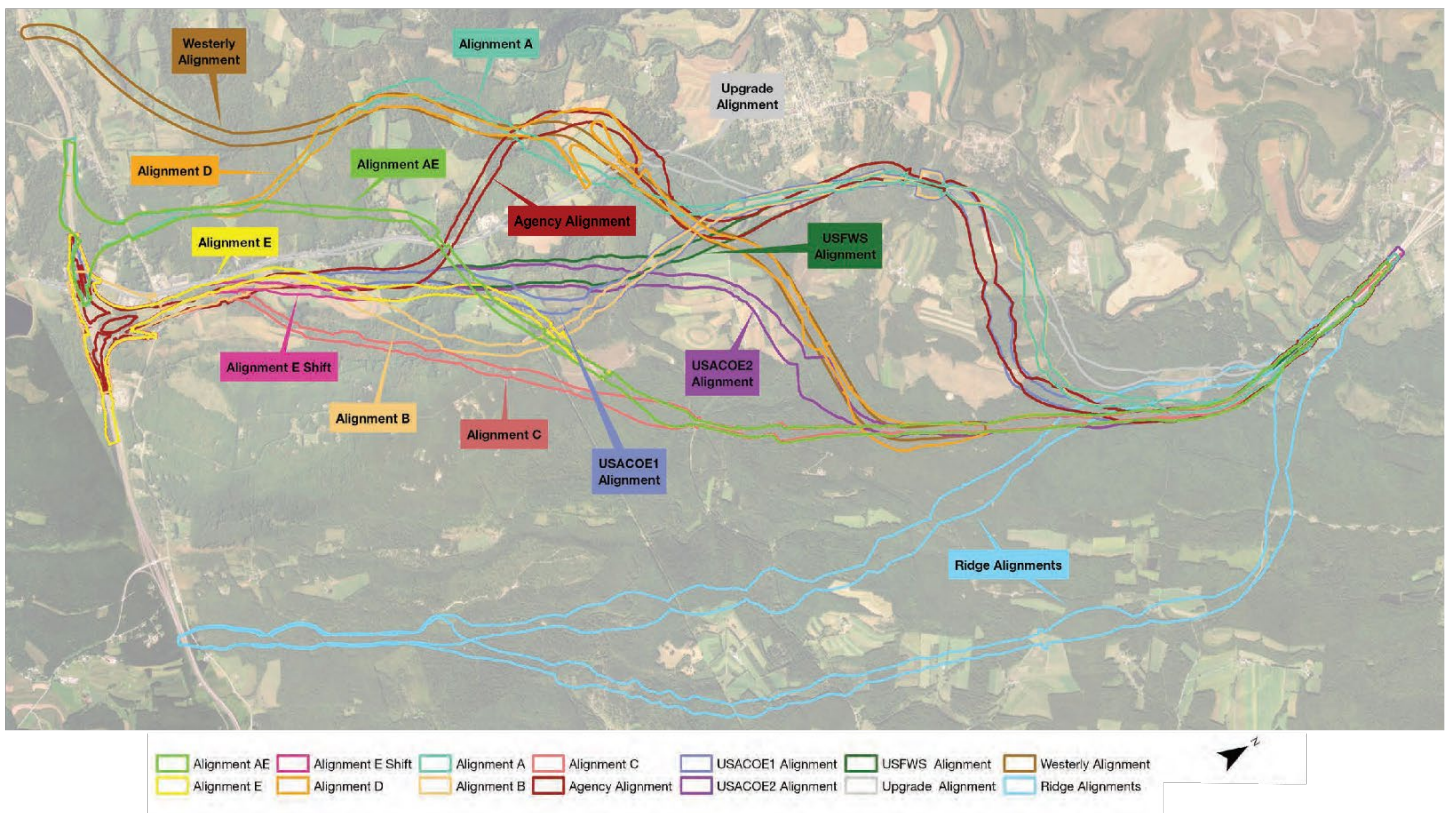 Westerly
Alignment
Alignment A
Upgrade
Alignment
Alignment D
Alignment AE
Agency Alignment
Alignment E
USFWS
Alignment
Alignment E Shift
USACOE2
Alignment
Alignment B
Alignment C
USACOE1
Alignment
Ridge Alignments
Alignment AE
Alignment E Shift
Alignment A
Alignment C
USACOE1 Alignment
USFWS Alignment
Westerly Alignment
Alignment E
Alignment D
Alignment B
Agency Alignment
USACOE2 Alignment
Upgrade Alignment
Ridge Alignments
N